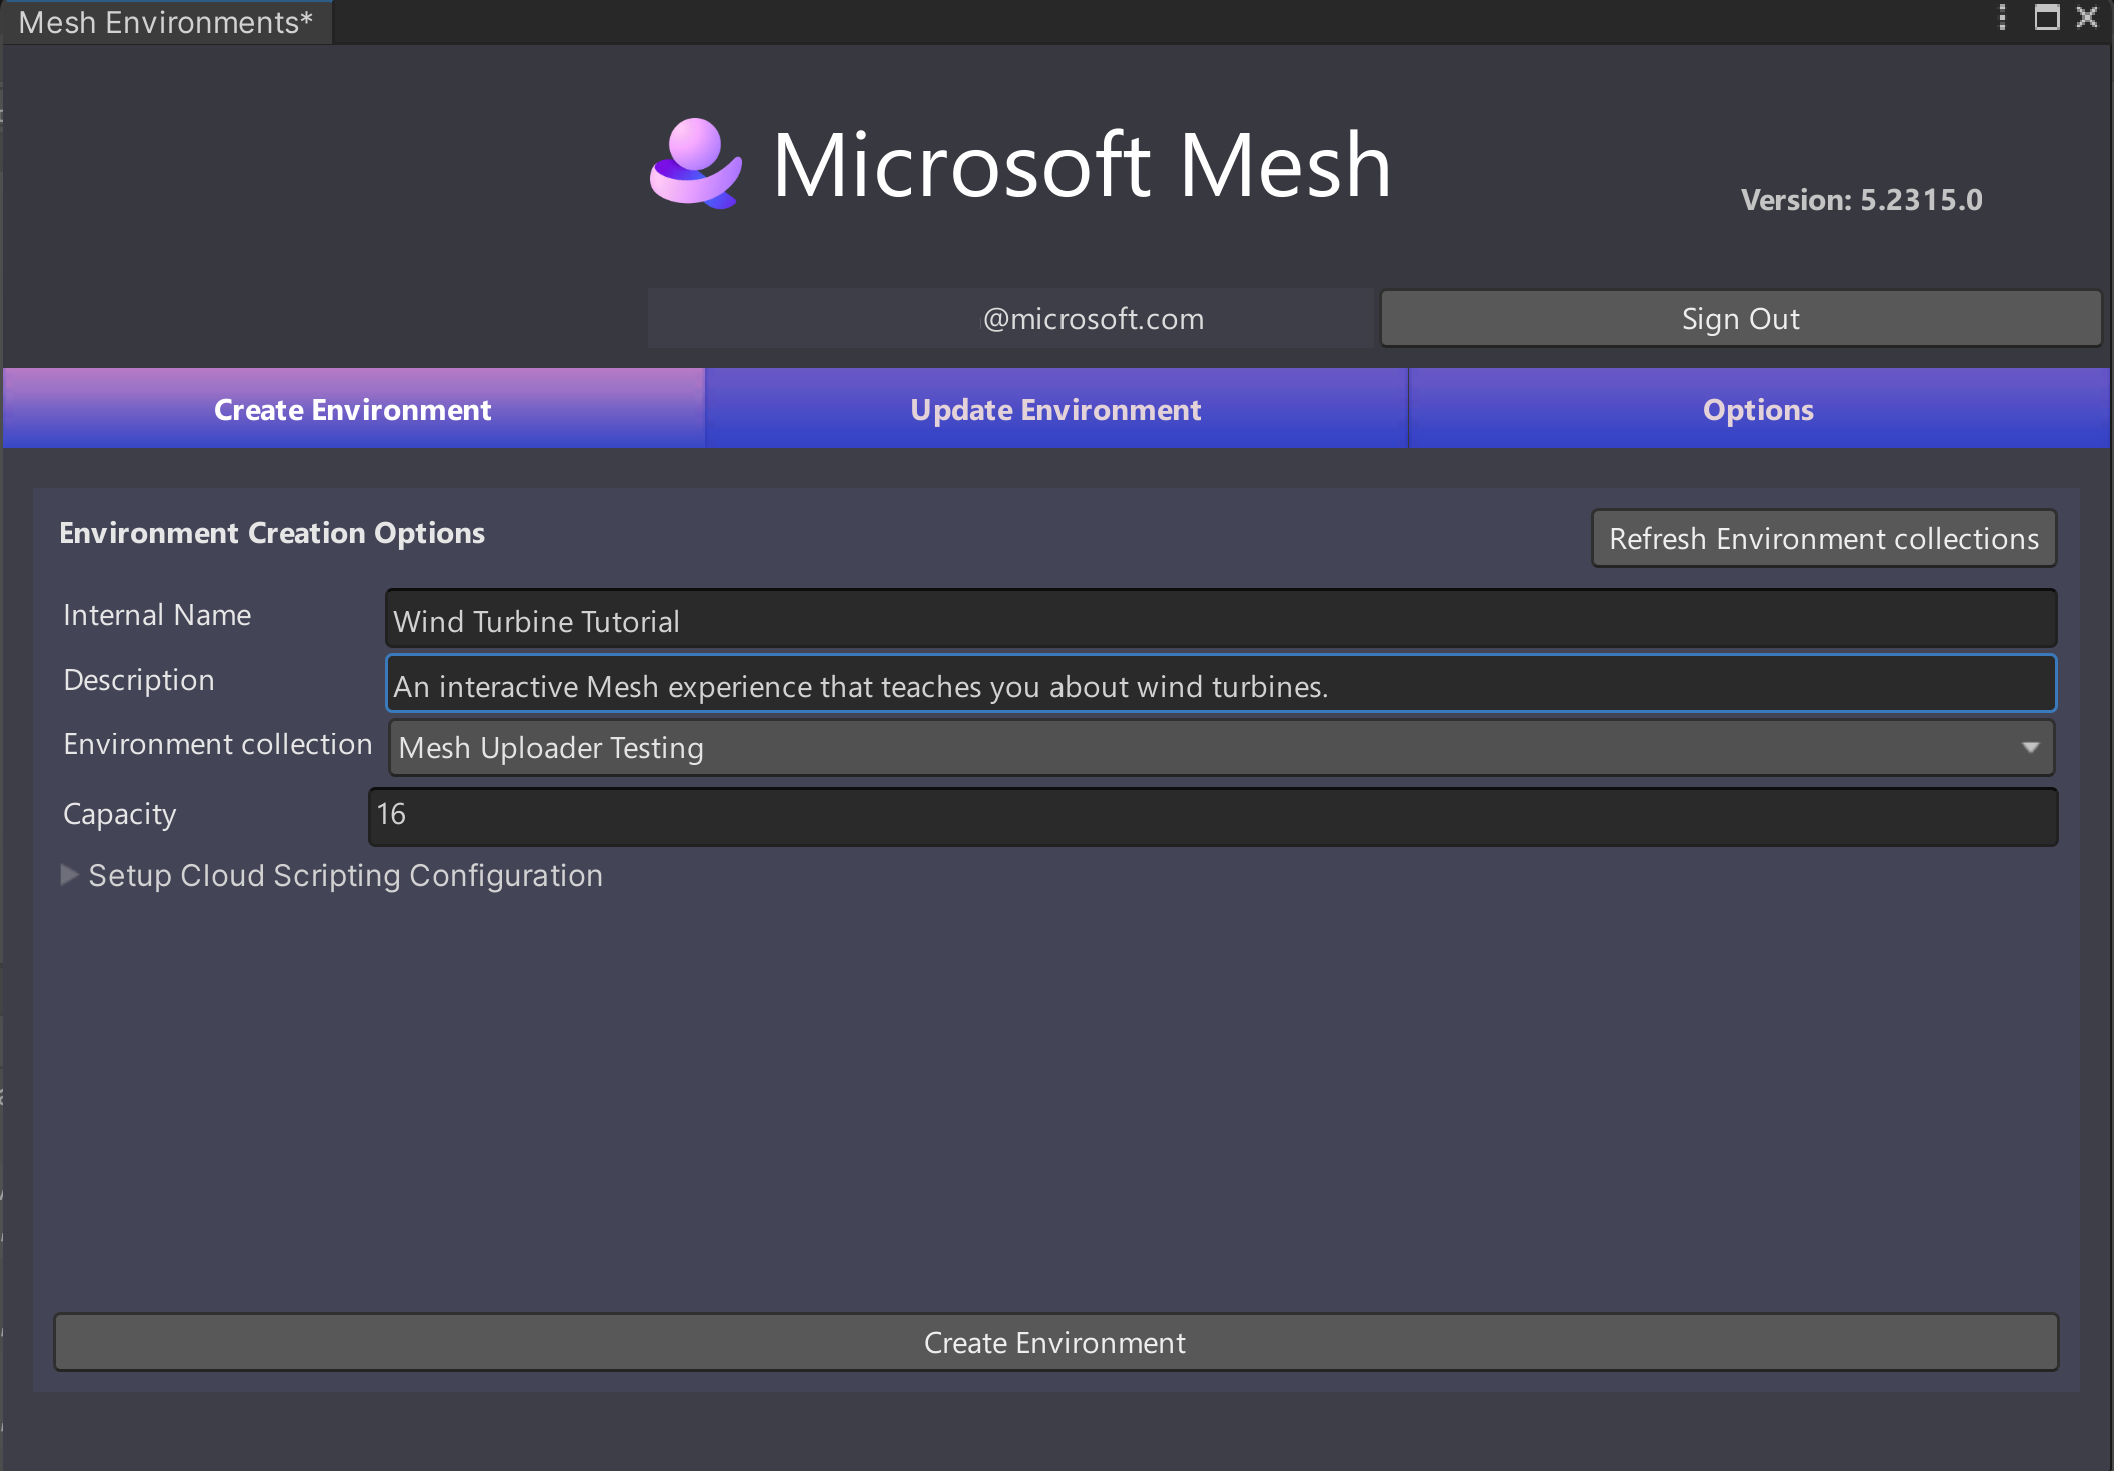 Mesh Environments*
Microsoft Mesh
Version: 5.2315.0
@microsoft.com
Sign Out
Create Environment
Update Environment
Options
Environment Creation Options
Refresh Environment collections
Internal Name
Wind Turbine Tutorial
Description
An interactive Mesh experience that teaches you about wind turbines.
Environment collection
Mesh Uploader Testing
Capacity
16
Setup Cloud Scripting Configuration
Create Environment